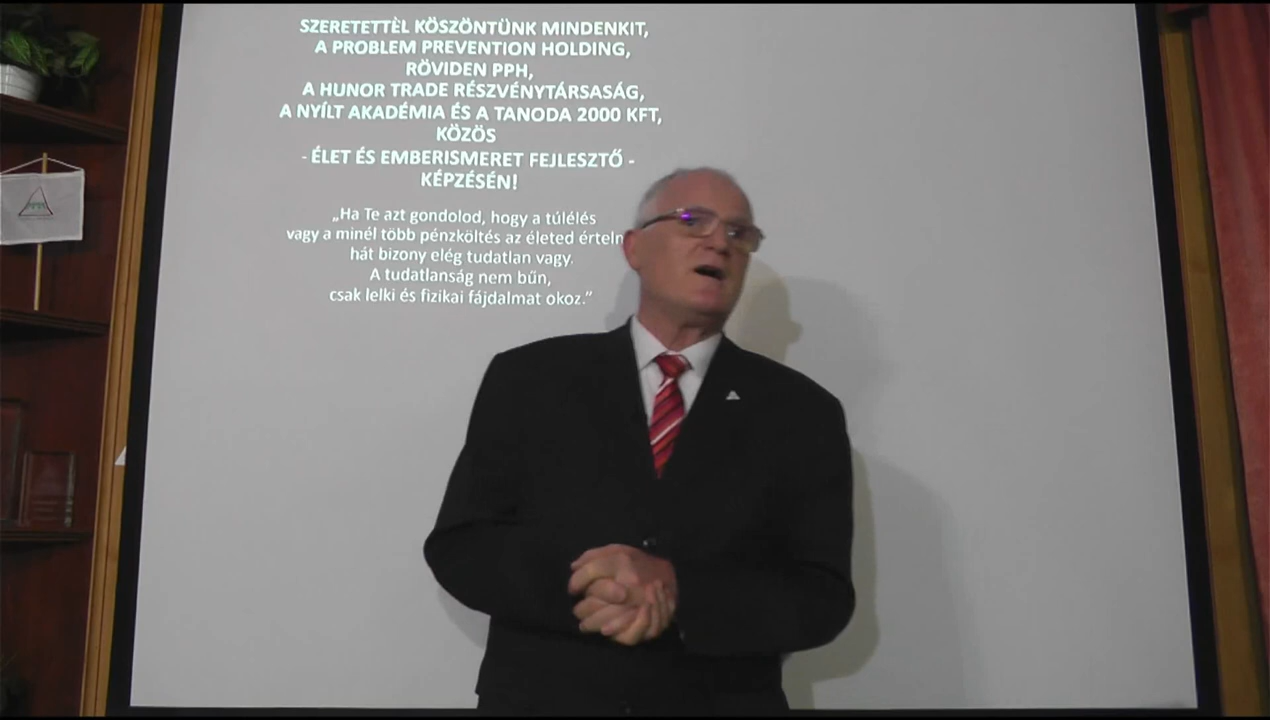 SZERETETTÈL KÖSZÖNTÜNK MINDENKIT,
A PROBLEM PREVENTION HOLDING,
RÖVIDEN PPH,
A HUNOR TRADE RÉSZVÉNYTÁRSASÁG,
A NYÍLT AKADÉMIA ÉS A TANODA 2000 KFT,
KÖZÖS
- ÉLET ÉS EMBERISMERET FEJLESZTŐ -
KÉPZÉSÉN!
„Ha Te azt gondolod, hogy a túlélés
vagy a minél több pénzköltés az életed
hát bizony elég tudatlan vagy.
A tudatlanság nem bűn,
csak lelki és fizikai fájdalmat okoz.”